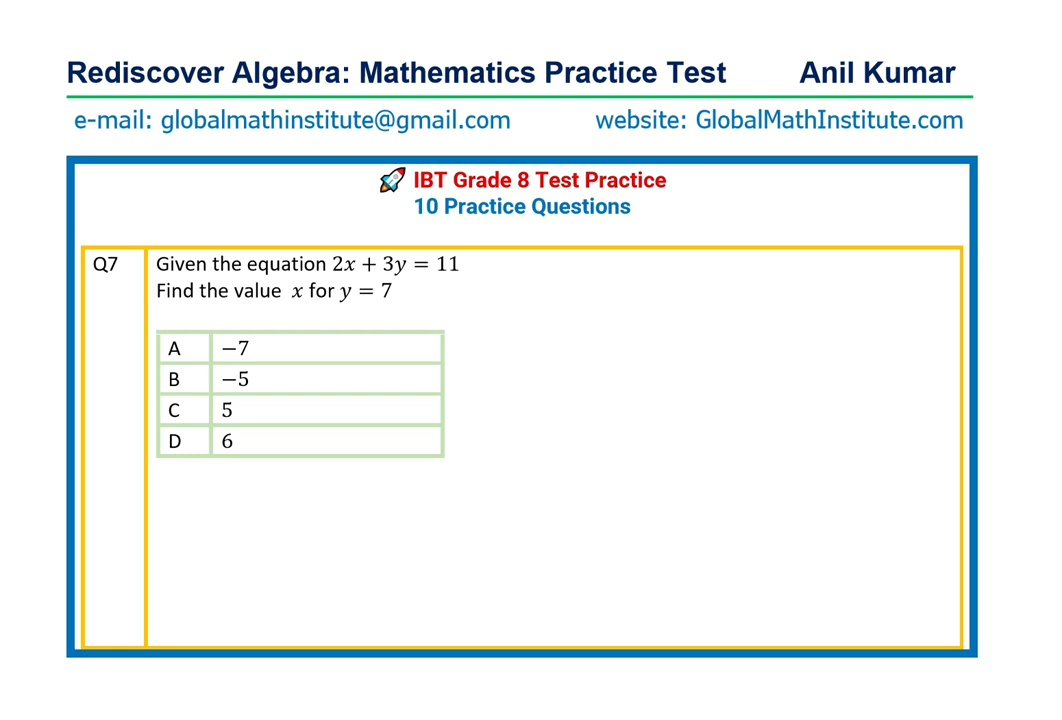 Rediscover Algebra: Mathematics Practice Test Anil Kumar
e-mail: globalmathinstitute@gmail.com website: GlobalMathInstitute.com
🚀 IBT Grade 8 Test Practice
10 Practice Questions
Q7 Given the equation 2x + 3y = 11
Find the value x for y = 7
A −7
B −5
C 5
D 6